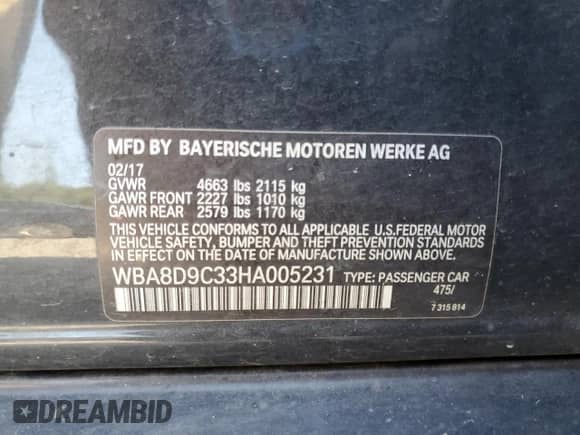 MFD BY BAYERISCHE MOTOREN WERKE AG
02/17
GVWR 4663 lbs 2115 kg
GAWR FRONT 2227 lbs 1010 kg
GAWR REAR 2579 lbs 1170 kg
THIS VEHICLE CONFORMS TO ALL APPLICABLE U.S.FEDERAL MOTOR
VEHICLE SAFETY, BUMPER AND THEFT PREVENTION STANDARDS
IN EFFECT ON THE DATE OF MANUFACTURE SHOWN ABOVE.
WBA8D9C33HA005231 TYPE: PASSENGER CAR
475/
7 315 814
DREAMBID